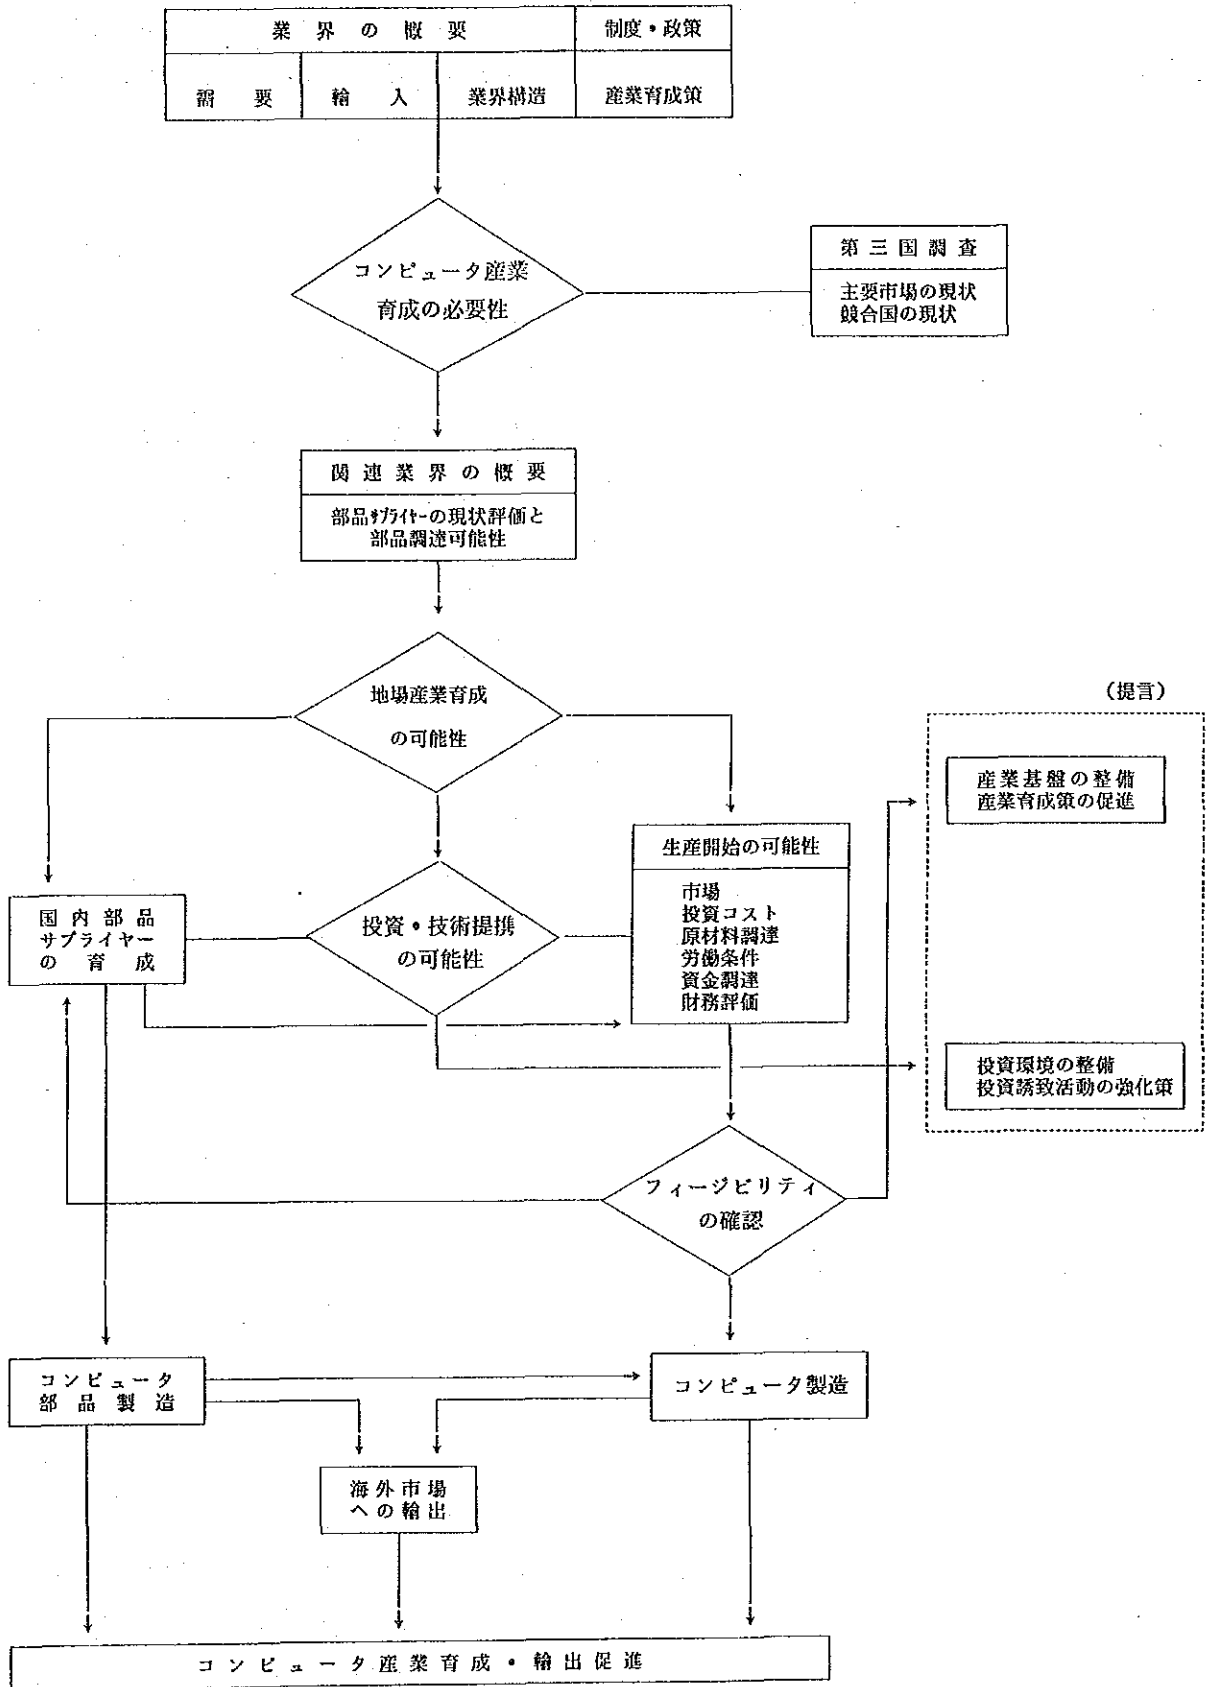 業界の概要
制度・政策
需要
輸入
業界構造
産業育成策
コンピュータ産業
育成の必要性
第三国調査
主要市場の現状
競合国の現状
関連業界の概要
部品サプライヤーの現状評価と
部品調達可能性
地場産業育成
の可能性
(提言)
産業基盤の整備
産業育成策の促進
生産開始の可能性
市場
投資コスト
原材料調達
労働条件
資金調達
財務評価
国内部品
サプライヤー
の育成
投資・技術提携
の可能性
投資環境の整備
投資誘致活動の強化策
フィージビリティ
の確認
コンピュータ
部品製造
コンピュータ製造
海外市場
への輸出
コンピュータ産業育成・輸出促進